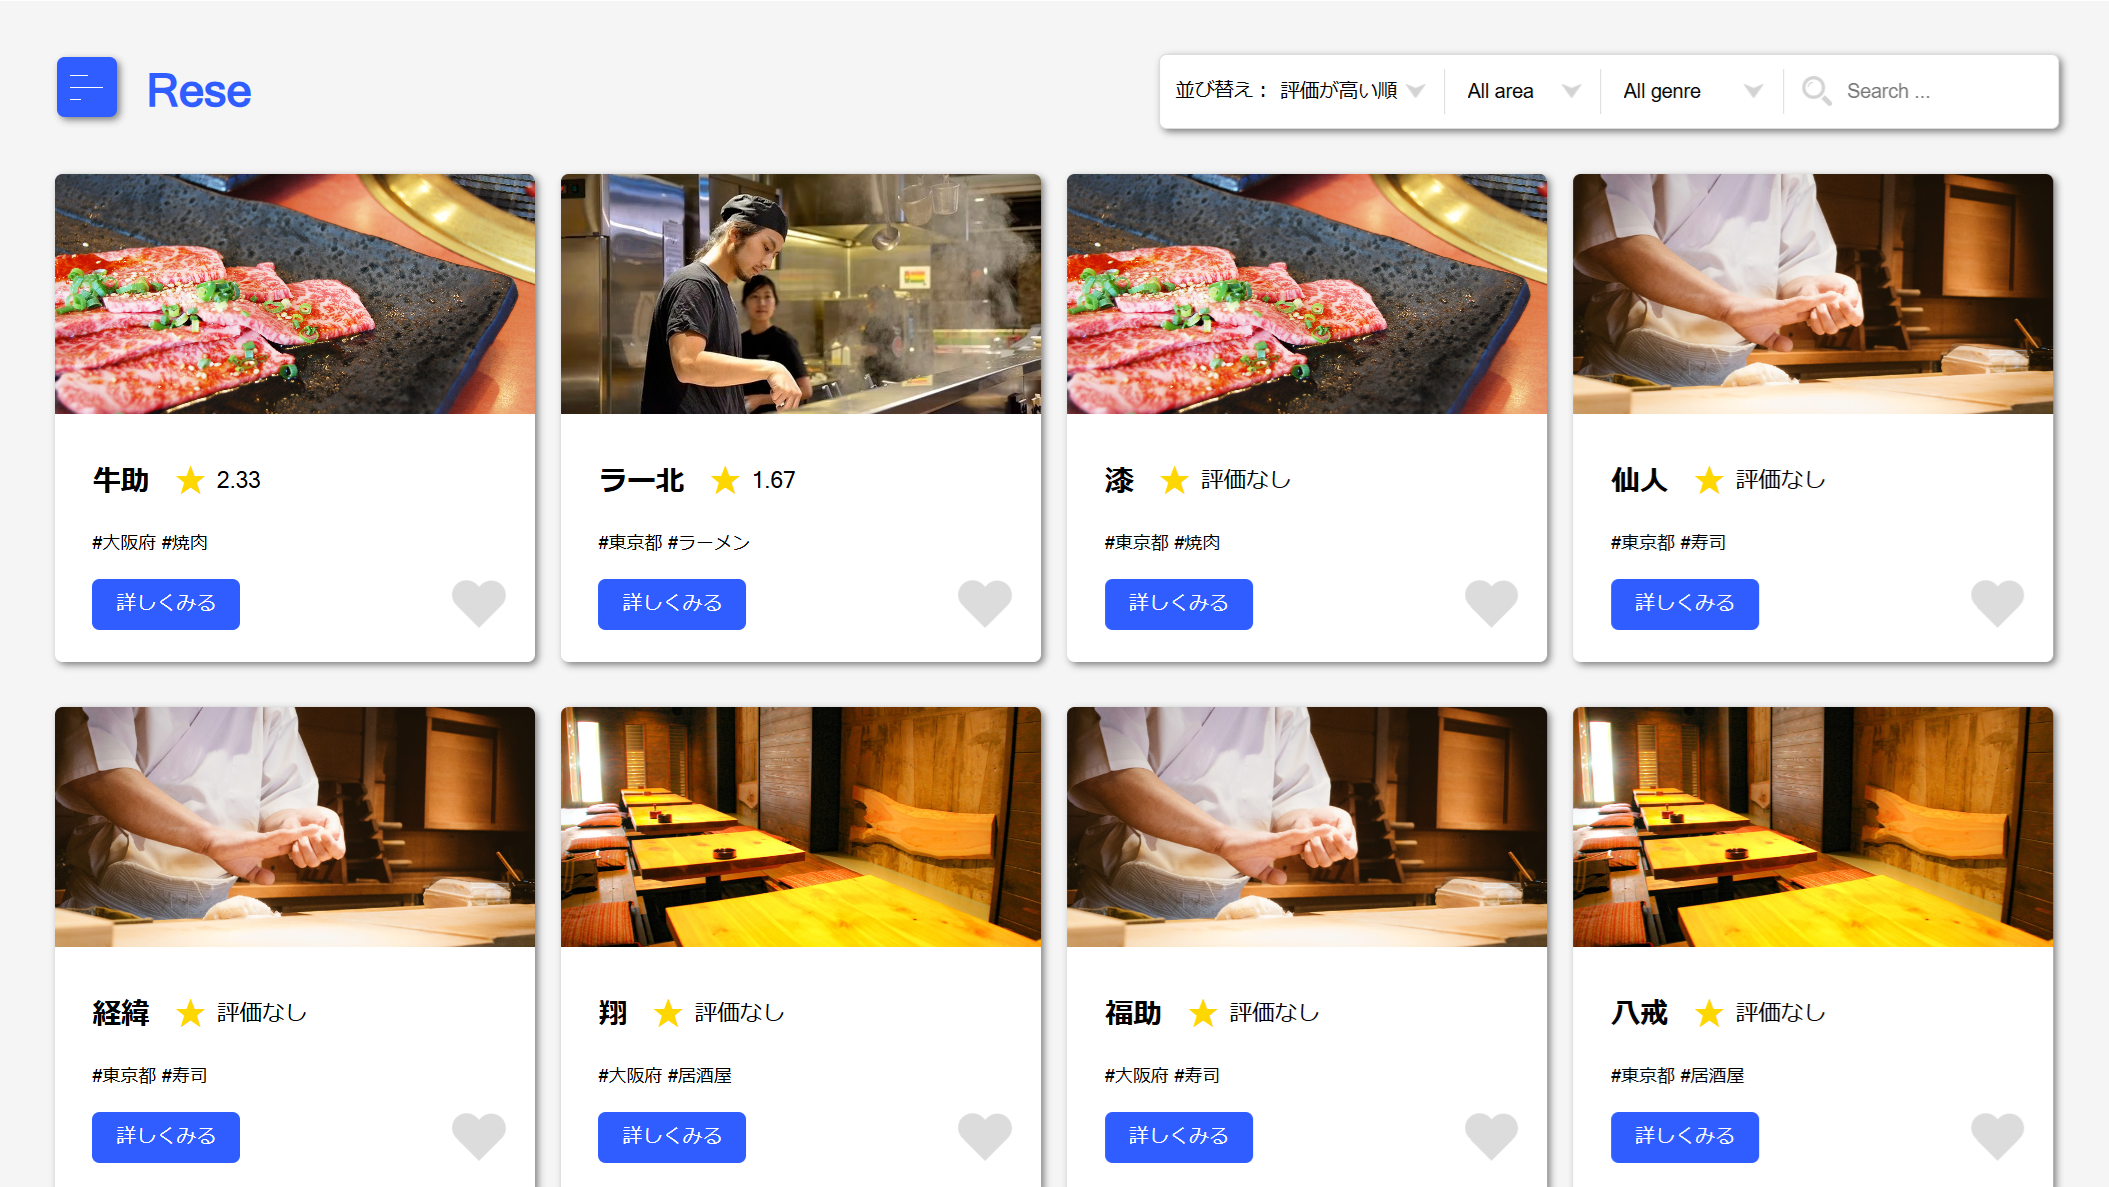 Rese
並び替え： 評価が高い順 All area All genre Search ...
牛助 2.33
#大阪府 #焼肉
詳しくみる
ラー北 1.67
#東京都 #ラーメン
詳しくみる
漆 評価なし
#東京都 #焼肉
詳しくみる
仙人 評価なし
#東京都 #寿司
詳しくみる
経緯 評価なし
#東京都 #寿司
詳しくみる
翔 評価なし
#大阪府 #居酒屋
詳しくみる
福助 評価なし
#大阪府 #寿司
詳しくみる
八戒 評価なし
#東京都 #居酒屋
詳しくみる